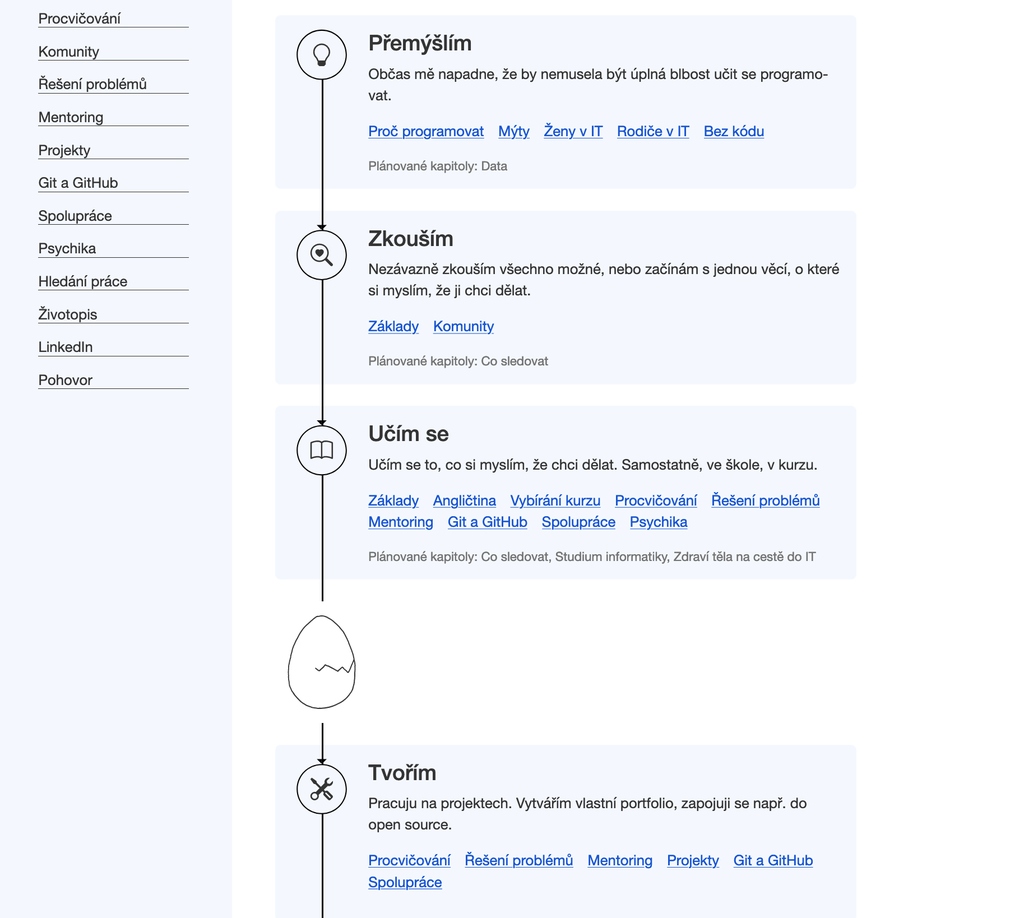 Procvičování
Komunity
Řešení problémů
Mentoring
Projekty
Git a GitHub
Spolupráce
Psychika
Hledání práce
Životopis
LinkedIn
Pohovor
Přemýšlím
Občas mě napadne, že by nemusela být úplná blbost učit se programo-
vat.
Proč programovat Mýty Ženy v IT Rodiče v IT Bez kódu
Plánované kapitoly: Data
Zkouším
Nezávazně zkouším všechno možné, nebo začínám s jednou věcí, o které
si myslím, že ji chci dělat.
Základy Komunity
Plánované kapitoly: Co sledovat
Učím se
Učím se to, co si myslím, že chci dělat. Samostatně, ve škole, v kurzu.
Základy Angličtina Vybírání kurzu Procvičování Řešení problémů
Mentoring Git a GitHub Spolupráce Psychika
Plánované kapitoly: Co sledovat, Studium informatiky, Zdraví těla na cestě do IT
Tvořím
Pracuju na projektech. Vytvářím vlastní portfolio, zapojuji se např. do
open source.
Procvičování Řešení problémů Mentoring Projekty Git a GitHub
Spolupráce